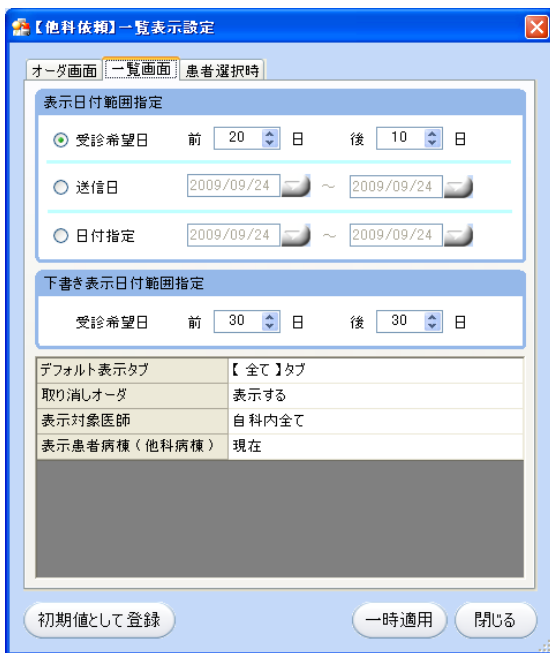 【他科依頼】一覧表示設定
オーダ画面 一覧画面 患者選択時
表示日付範囲指定
受診希望日 前 20 日 後 10 日
送信日 2009/09/24 ～ 2009/09/24
日付指定 2009/09/24 ～ 2009/09/24
下書き表示日付範囲指定
受診希望日 前 30 日 後 30 日
デフォルト表示タブ 【 全て 】タブ
取り消しオーダ 表示する
表示対象医師 自科内全て
表示患者病棟(他科病棟) 現在
初期値として登録 一時適用 閉じる